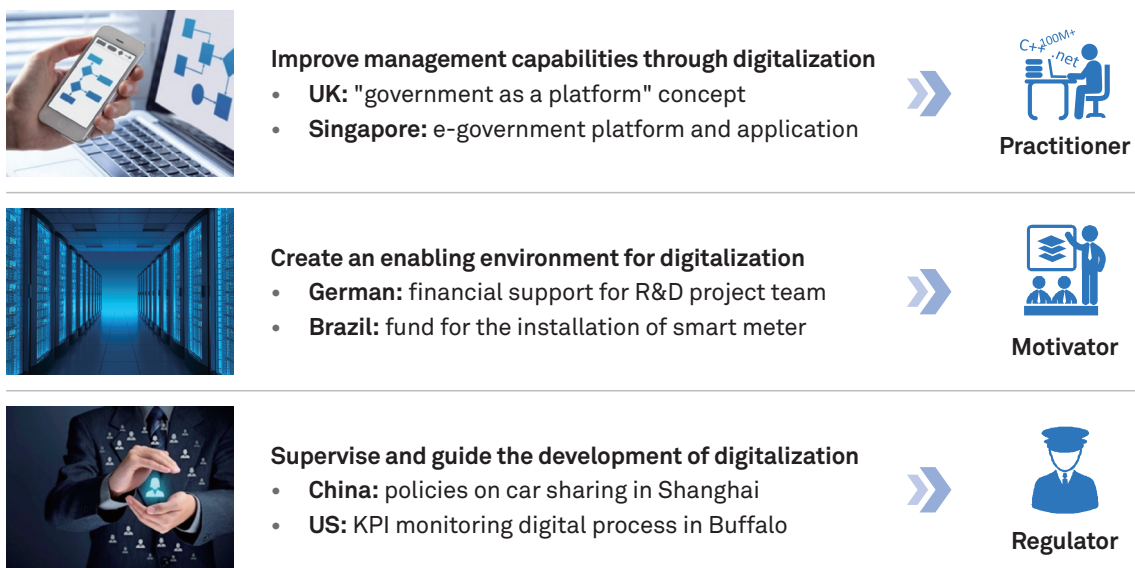 Improve management capabilities through digitalization
• UK: "government as a platform" concept
• Singapore: e-government platform and application
C++
100M+
.net
Practitioner
Create an enabling environment for digitalization
• German: financial support for R&D project team
• Brazil: fund for the installation of smart meter
Motivator
Supervise and guide the development of digitalization
• China: policies on car sharing in Shanghai
• US: KPI monitoring digital process in Buffalo
Regulator